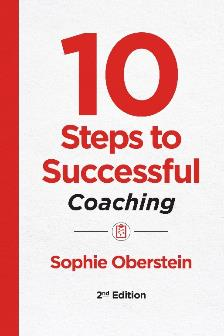 10
Steps to
Successful
Coaching
Sophie Oberstein
2nd Edition